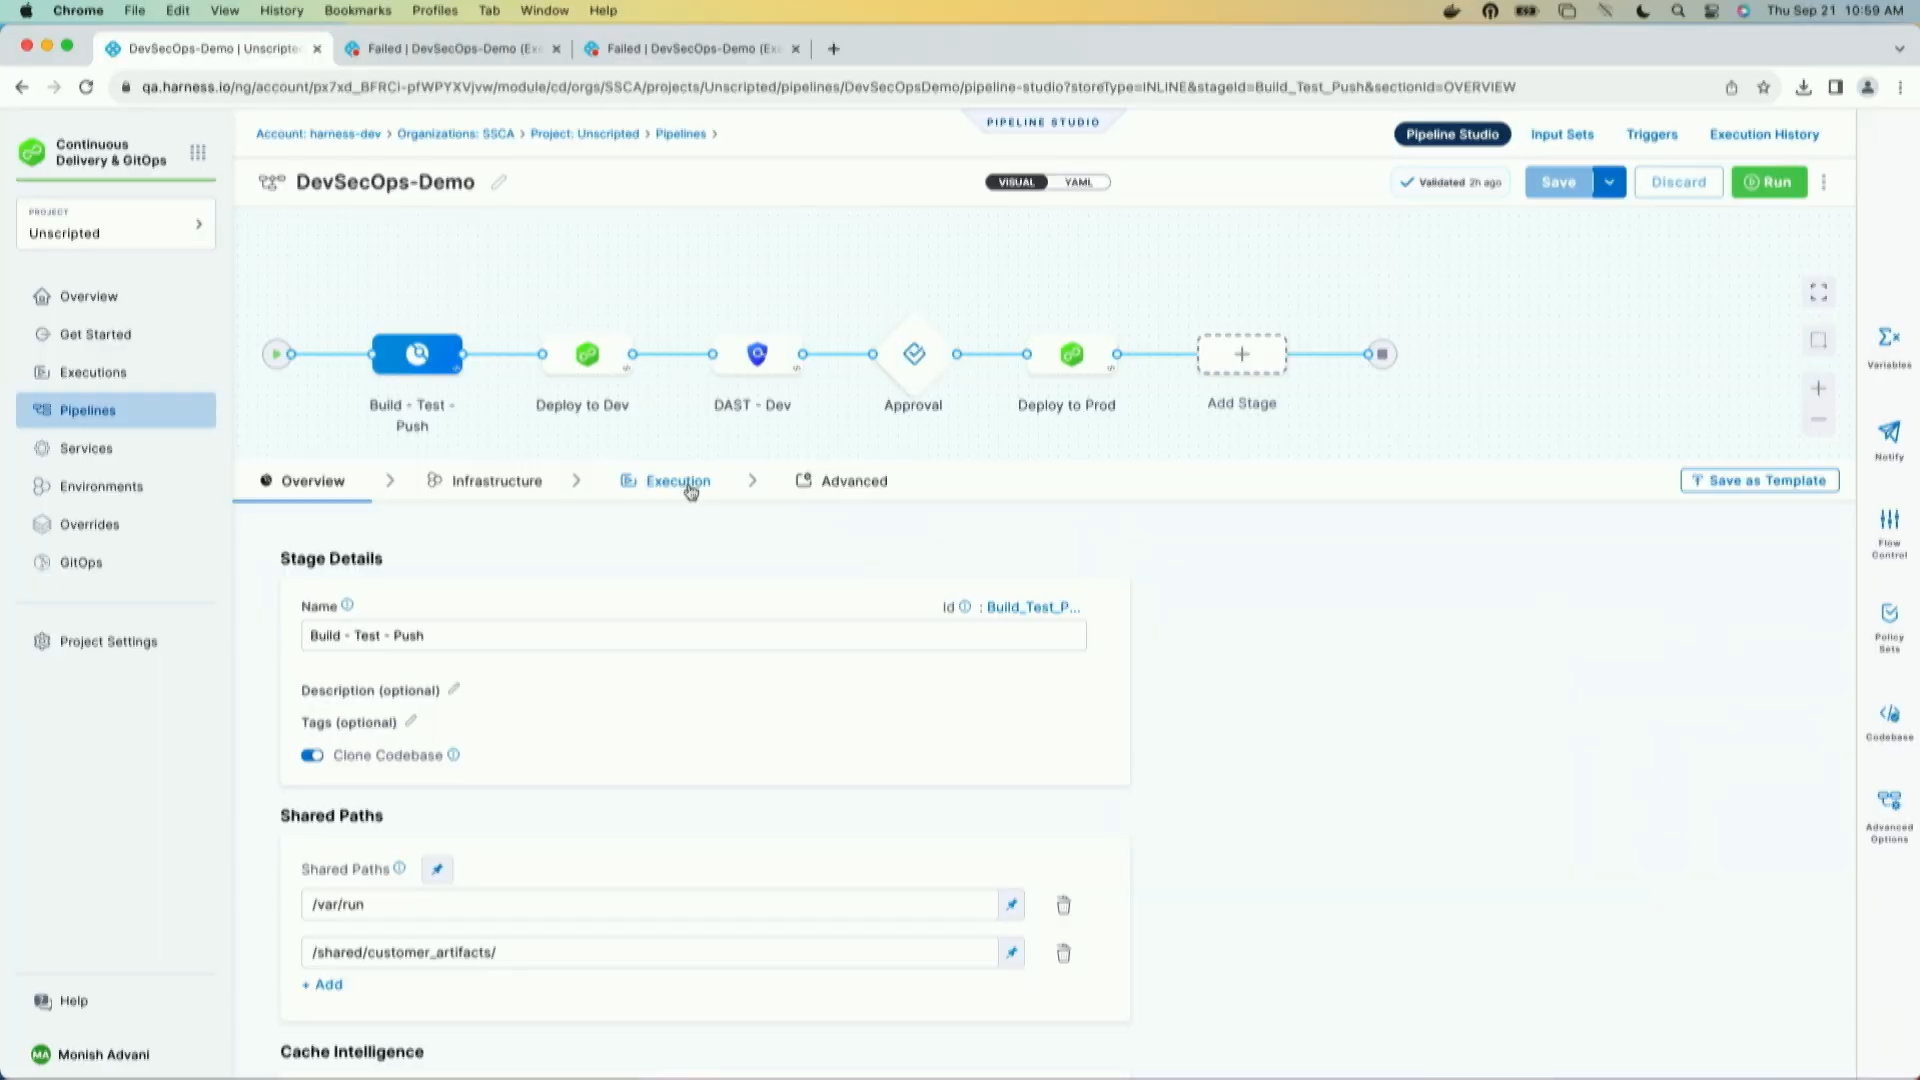 Chrome File Edit View History Bookmarks Profiles Tab Window Help Thu Sep 21 10:59 AM
DevSecOps-Demo | Unscripte Failed | DevSecOps-Demo (Ex Failed | DevSecOps-Demo (Ex
qa.harness.io/ng/account/px7xd_BFRCi-pfWPYXVjvw/module/cd/orgs/SSCA/projects/Unscripted/pipelines/DevSecOpsDemo/pipeline-studio?storeType=INLINE&stageId=Build_Test_Push&sectionId=OVERVIEW
Continuous
Delivery & GitOps
PROJECT
Unscripted
Overview
Get Started
Executions
Pipelines
Services
Environments
Overrides
GitOps
Project Settings
Help
MA Monish Advani
Account: harness-dev > Organizations: SSCA > Project: Unscripted > Pipelines >
PIPELINE STUDIO
Pipeline Studio Input Sets Triggers Execution History
DevSecOps-Demo
VISUAL YAML
Validated 2h ago Save Discard Run
Build - Test -
Push
Deploy to Dev
DAST - Dev
Approval
Deploy to Prod
Add Stage
Overview > Infrastructure > Execution > Advanced
Save as Template
Stage Details
Name Id : Build_Test_P...
Build - Test - Push
Description (optional)
Tags (optional)
Clone Codebase
Shared Paths
Shared Paths
/var/run
/shared/customer_artifacts/
+ Add
Cache Intelligence
Variables
Notify
Flow
Control
Policy
Sets
Codebase
Advanced
Options